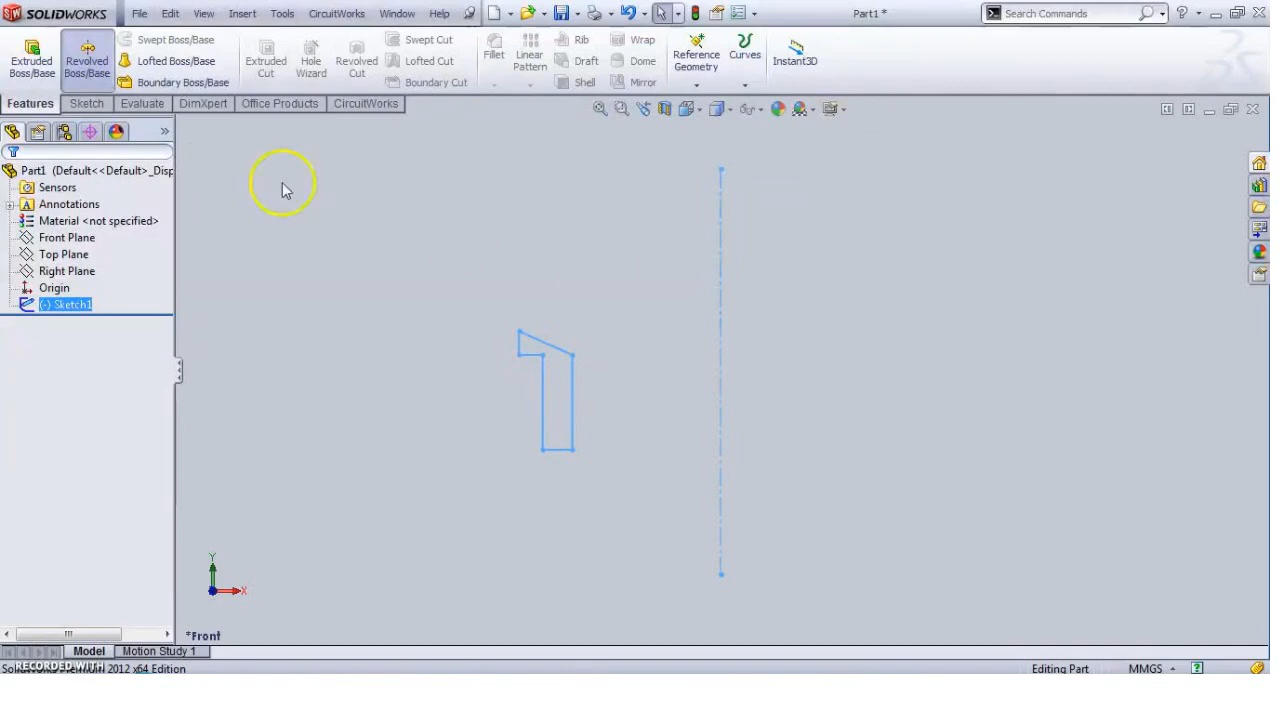 SOLIDWORKS File Edit View Insert Tools CircuitWorks Window Help Part1 * Search Commands ?
Extruded Boss/Base
Revolved Boss/Base
Swept Boss/Base
Lofted Boss/Base
Boundary Boss/Base
Extruded Cut
Hole Wizard
Revolved Cut
Swept Cut
Lofted Cut
Boundary Cut
Fillet
Linear Pattern
Rib
Draft
Shell
Wrap
Dome
Mirror
Reference Geometry
Curves
Instant3D
Features Sketch Evaluate DimXpert Office Products CircuitWorks
Part1 (Default<<Default>_Disp
Sensors
A Annotations
Material <not specified>
Front Plane
Top Plane
Right Plane
Origin
(-) Sketch1
Y
X
*Front
Model Motion Study 1
RECORDED WITH
SolidWorks Premium 2012 x64 Edition Editing Part MMGS ?